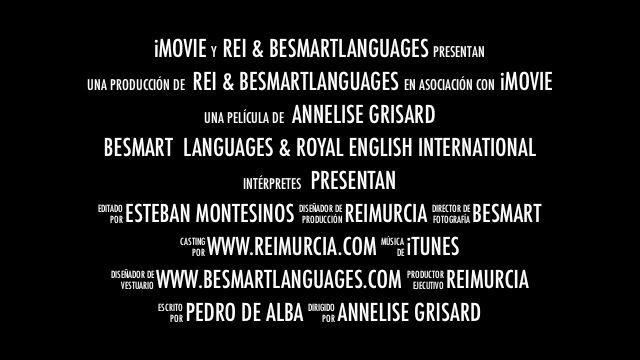 iMOVIE Y REI & BESMARTLANGUAGES PRESENTAN
UNA PRODUCCIÓN DE REI & BESMARTLANGUAGES EN ASOCIACIÓN CON iMOVIE
UNA PELÍCULA DE ANNELISE GRISARD
BESMART LANGUAGES & ROYAL ENGLISH INTERNATIONAL
INTÉRPRETES PRESENTAN
EDITADO POR ESTEBAN MONTESINOS DISEÑADOR DE PRODUCCIÓN REIMURCIA DIRECTOR DE FOTOGRAFÍA BESMART
CASTING POR WWW.REIMURCIA.COM MÚSICA DE iTUNES
DISEÑADOR DE VESTUARIO WWW.BESMARTLANGUAGES.COM PRODUCTOR EJECUTIVO REIMURCIA
ESCRITO POR PEDRO DE ALBA DIRIGIDO POR ANNELISE GRISARD